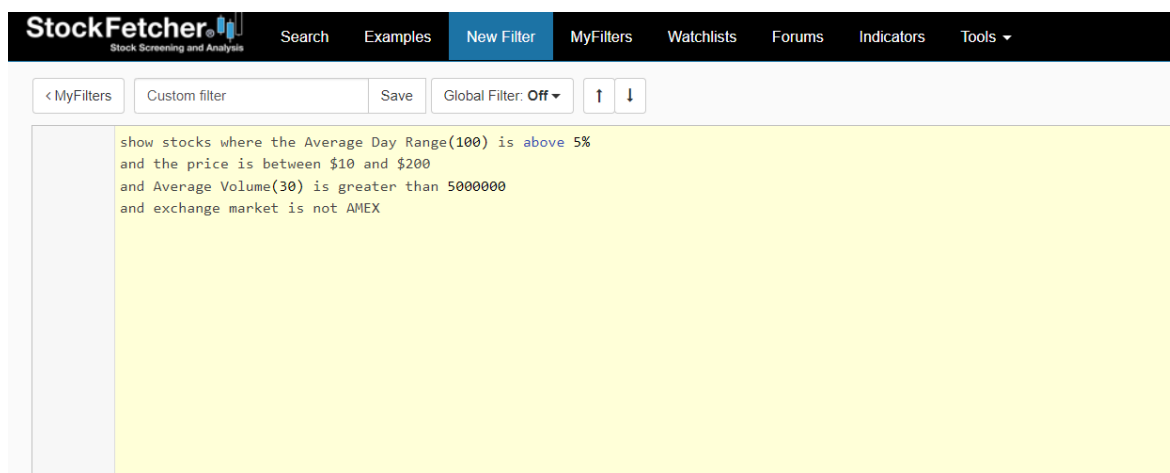 StockFetcher®
Stock Screening and Analysis
Search Examples New Filter MyFilters Watchlists Forums Indicators Tools
< MyFilters Custom filter Save Global Filter: Off
show stocks where the Average Day Range(100) is above 5%
and the price is between $10 and $200
and Average Volume(30) is greater than 5000000
and exchange market is not AMEX